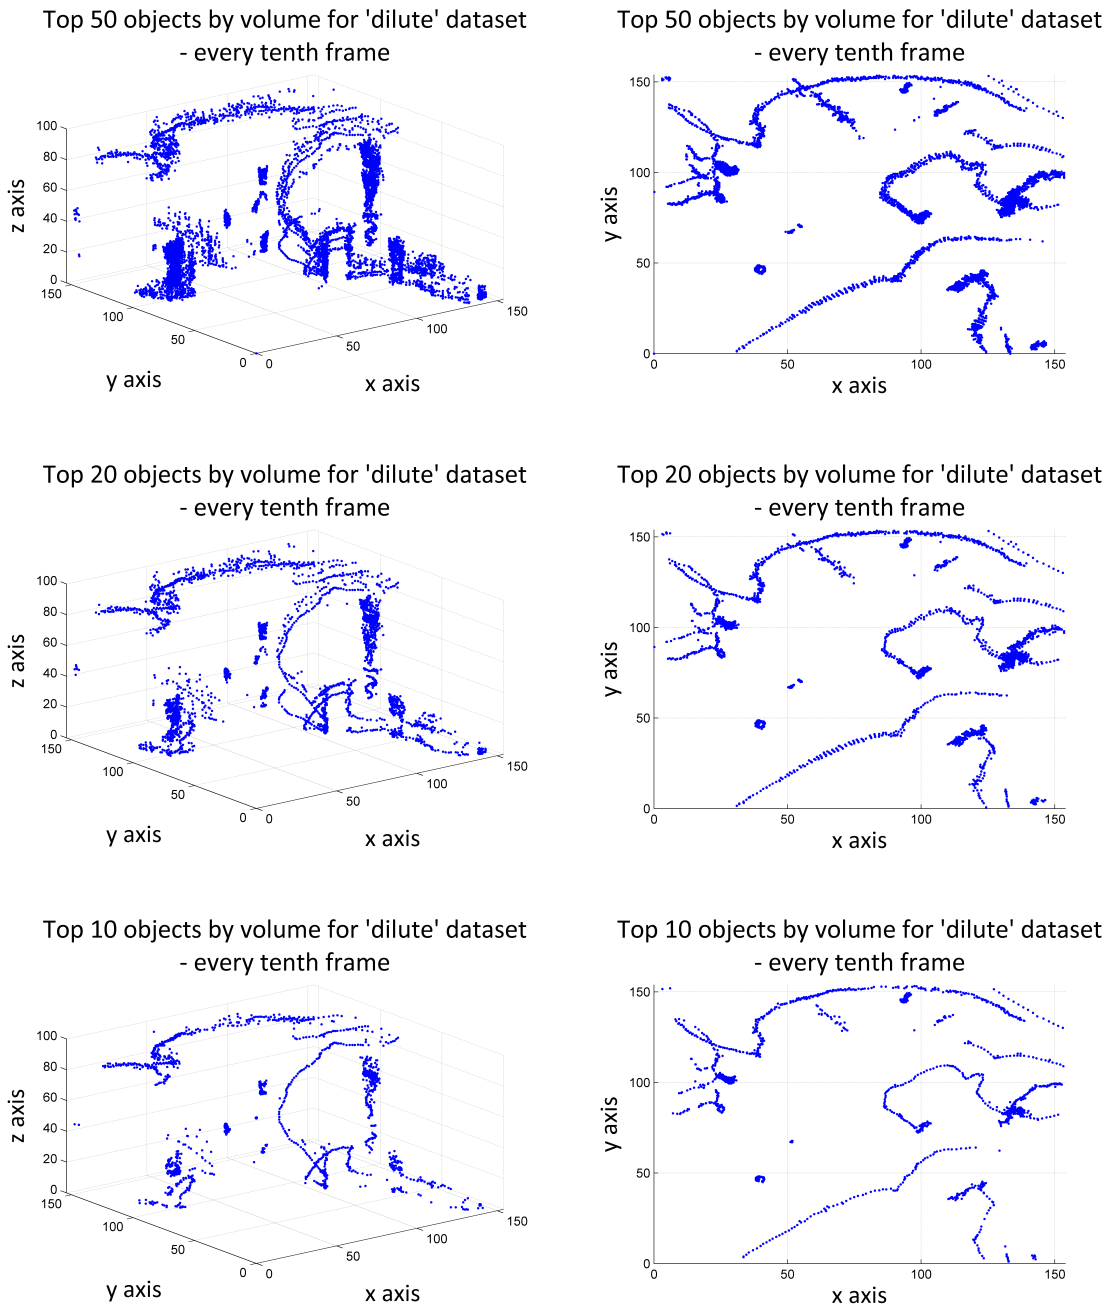 Top 50 objects by volume for 'dilute' dataset
- every tenth frame
100
80
60
40
20
0
z axis
150
100
50
0
y axis
0
50
100
150
x axis
Top 50 objects by volume for 'dilute' dataset
- every tenth frame
150
100
50
0
y axis
0
50
100
150
x axis
Top 20 objects by volume for 'dilute' dataset
- every tenth frame
100
80
60
40
20
0
z axis
150
100
50
0
y axis
0
50
100
150
x axis
Top 20 objects by volume for 'dilute' dataset
- every tenth frame
150
100
50
0
y axis
0
50
100
150
x axis
Top 10 objects by volume for 'dilute' dataset
- every tenth frame
100
80
60
40
20
0
z axis
150
100
50
0
y axis
0
50
100
150
x axis
Top 10 objects by volume for 'dilute' dataset
- every tenth frame
150
100
50
0
y axis
0
50
100
150
x axis